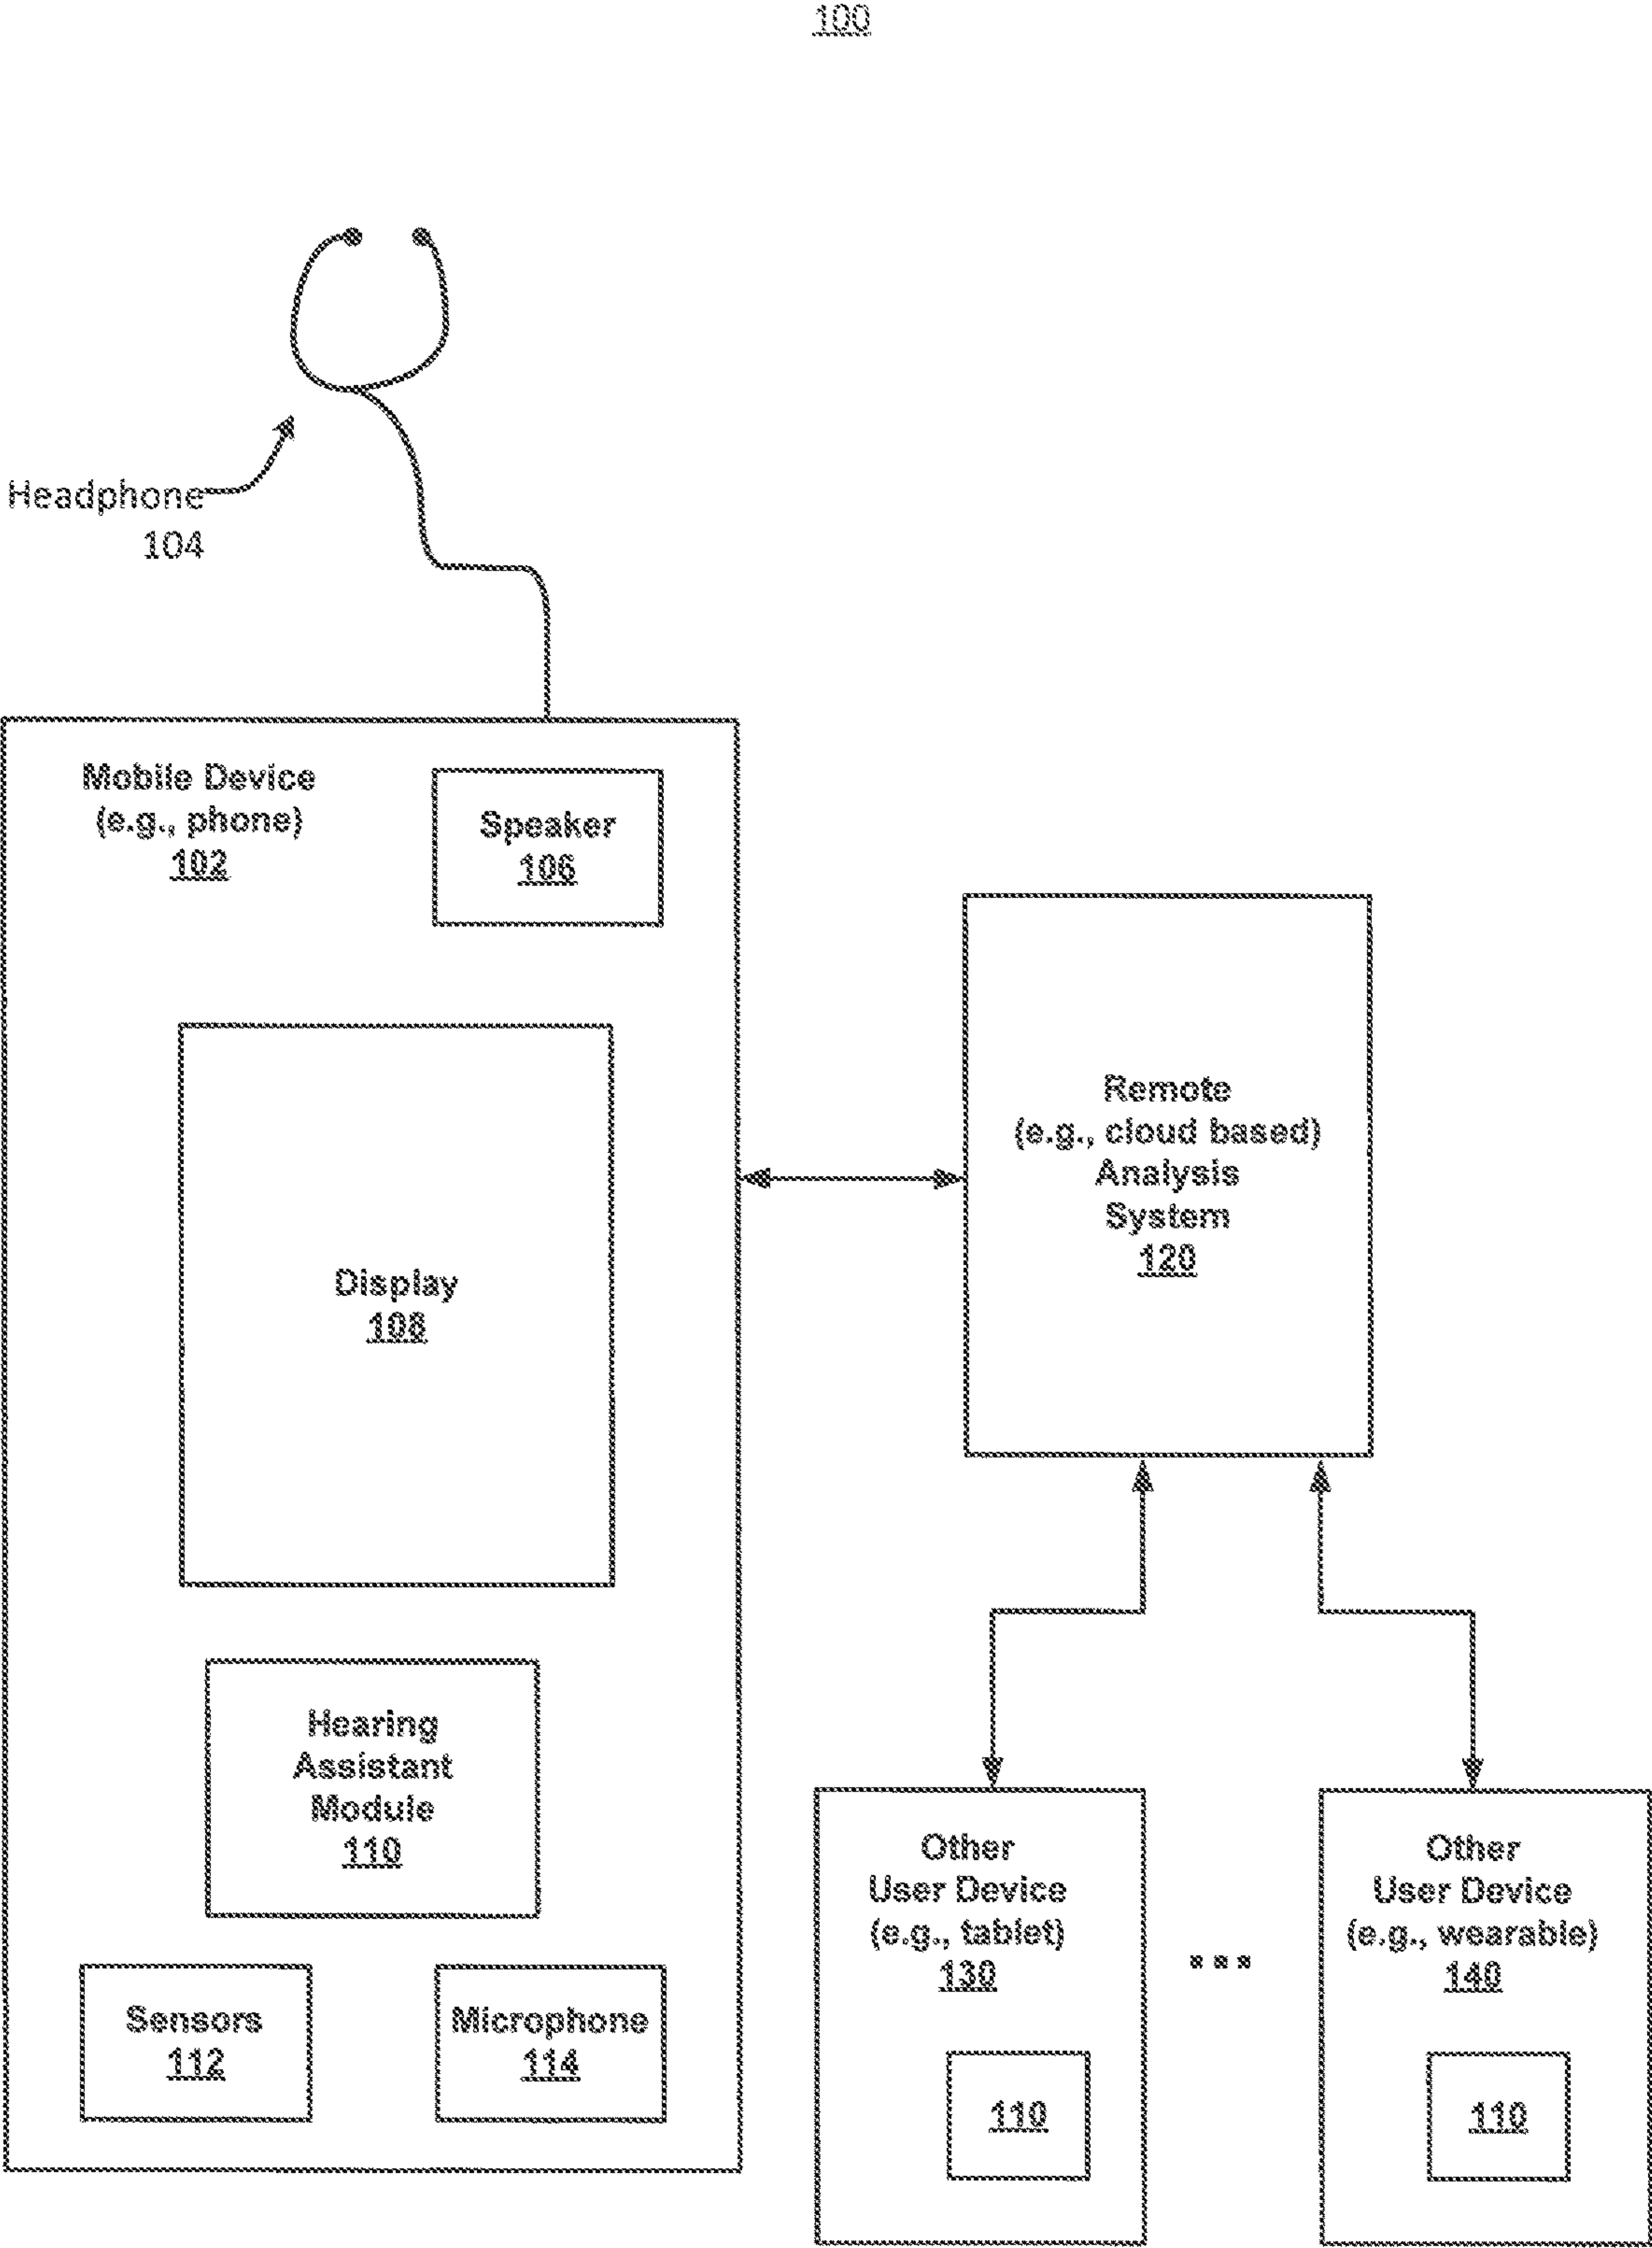 100
Headphone
104
Mobile Device
(e.g., phone)
102
Speaker
106
Display
108
Hearing
Assistant
Module
110
Sensors
112
Microphone
114
Remote
(e.g., cloud based)
Analysis
System
120
Other
User Device
(e.g., tablet)
130
110
...
Other
User Device
(e.g., wearable)
140
110